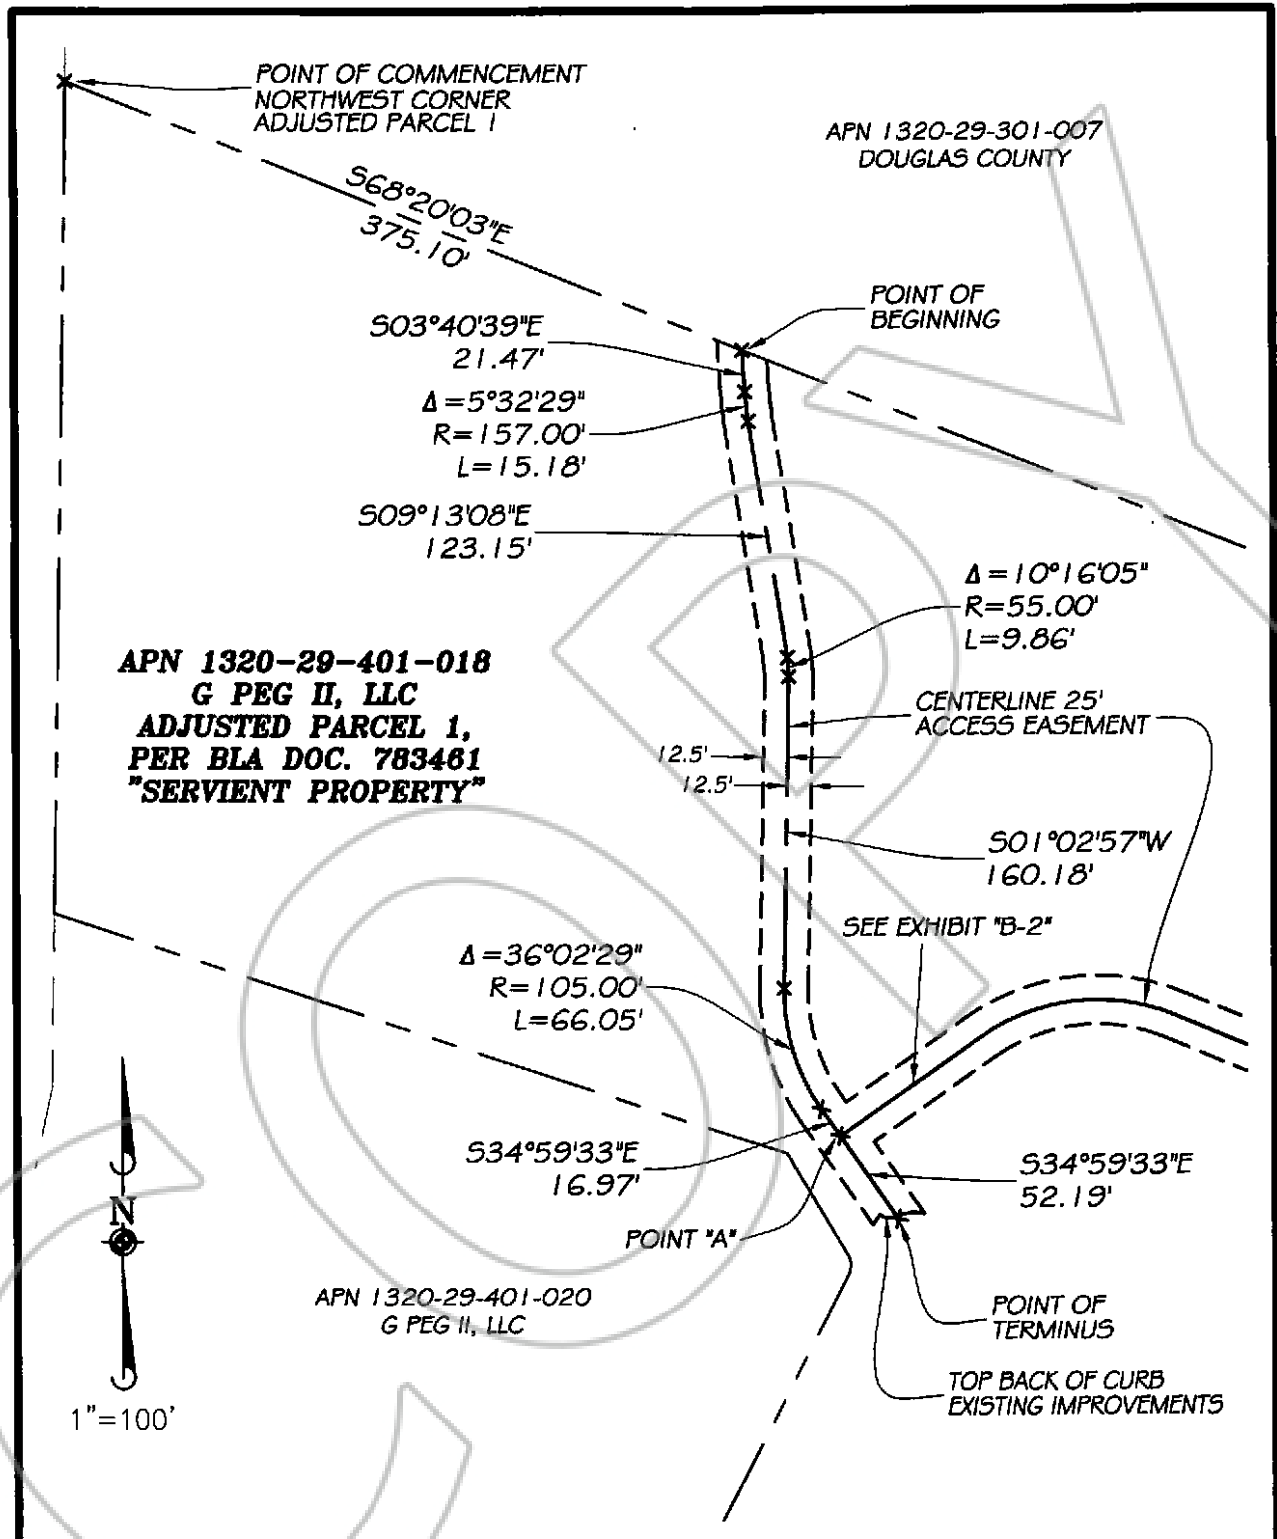 POINT OF COMMENCEMENT
NORTHWEST CORNER
ADJUSTED PARCEL 1
APN 1320-29-301-007
DOUGLAS COUNTY
S68°20'03"E
375.10'
POINT OF
BEGINNING
S03°40'39"E
21.47'
Δ=5°32'29"
R=157.00'
L=15.18'
S09°13'08"E
123.15'
Δ=10°16'05"
R=55.00'
L=9.86'
APN 1320-29-401-018
G PEG II, LLC
ADJUSTED PARCEL 1,
PER BLA DOC. 783461
"SERVIENT PROPERTY"
CENTERLINE 25'
ACCESS EASEMENT
12.5'
12.5'
S01°02'57"W
160.18'
SEE EXHIBIT "B-2"
Δ=36°02'29"
R=105.00'
L=66.05'
S34°59'33"E
16.97'
S34°59'33"E
52.19'
POINT "A"
N
APN 1320-29-401-020
G PEG II, LLC
POINT OF
TERMINUS
TOP BACK OF CURB
EXISTING IMPROVEMENTS
1"=100'
COPY